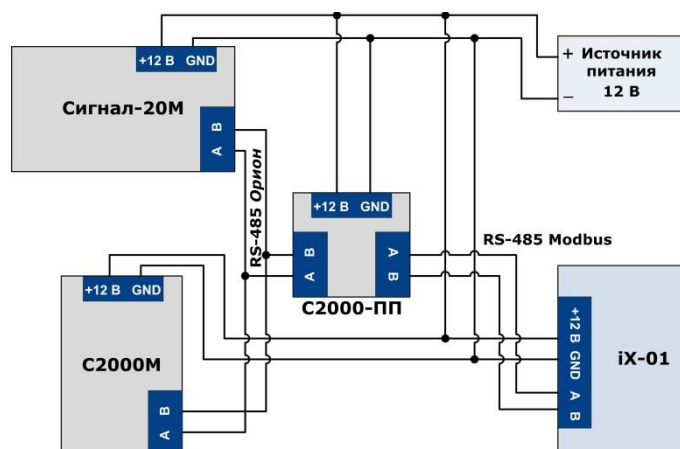 +12 В GND
Сигнал-20М
В
А
+ Источник
питания
− 12 В
RS-485 Орион
+12 В GND
В
А
А
В
С2000-ПП
RS-485 Modbus
+12 В GND
С2000М
В
А
+12 В
GND
А
В
iX-01